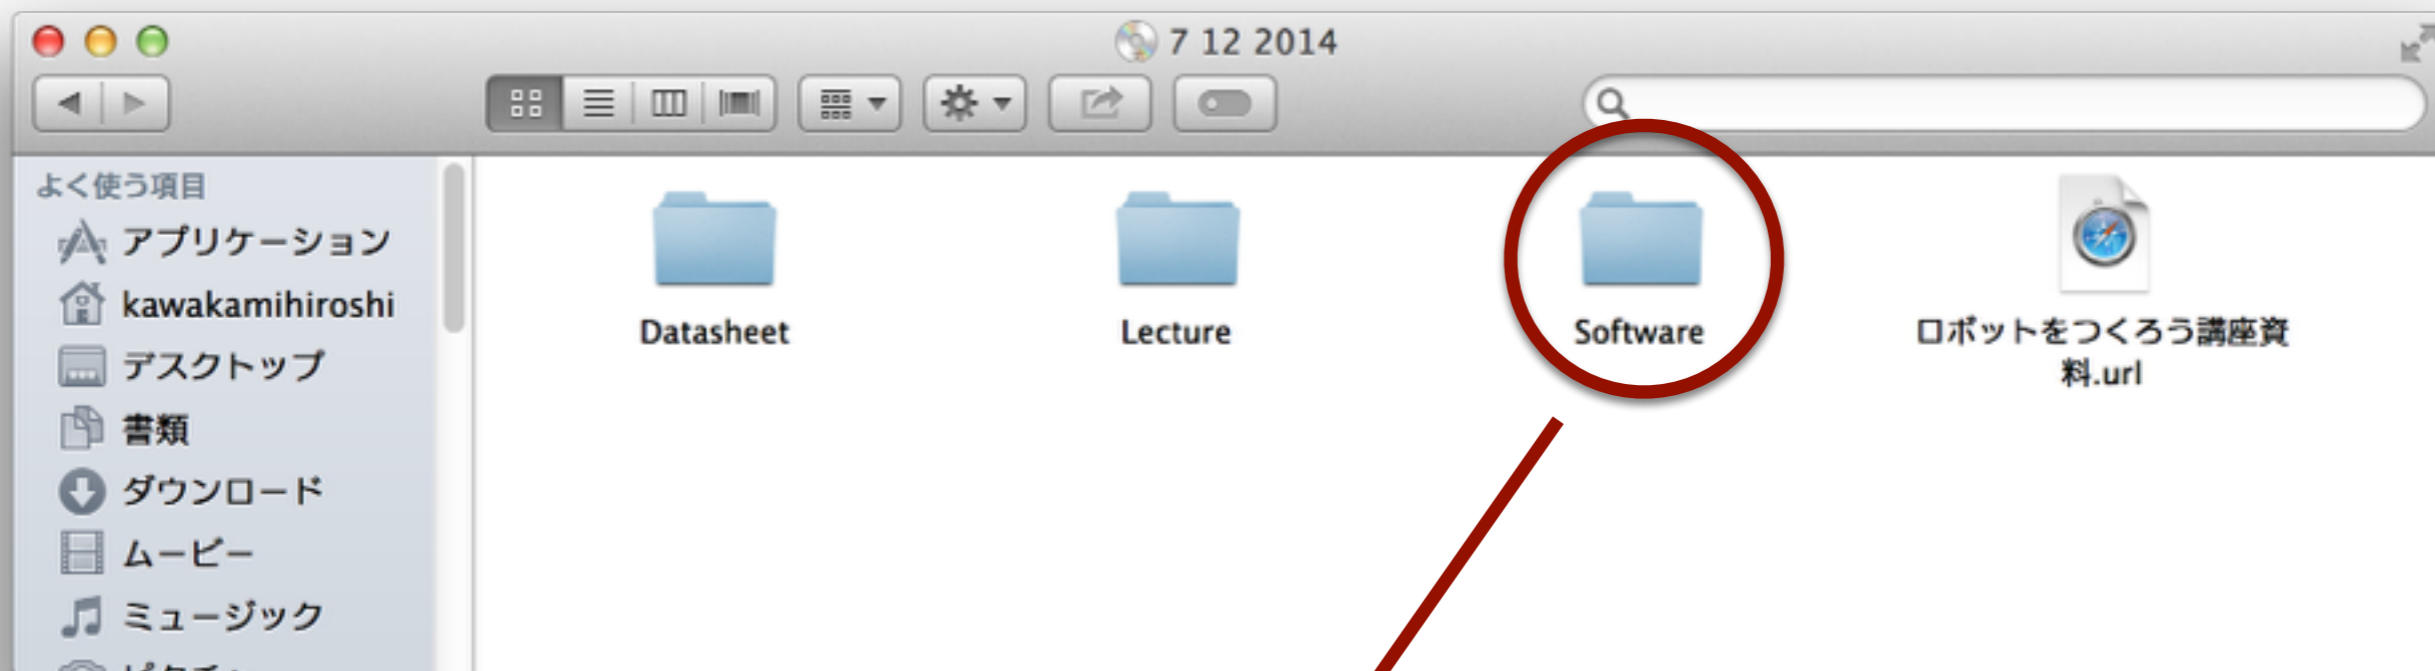 7 12 2014
よく使う項目
アプリケーション
kawakamihiroshi
デスクトップ
書類
ダウンロード
ムービー
ミュージック
Datasheet
Lecture
Software
ロボットをつくろう講座資
料.url